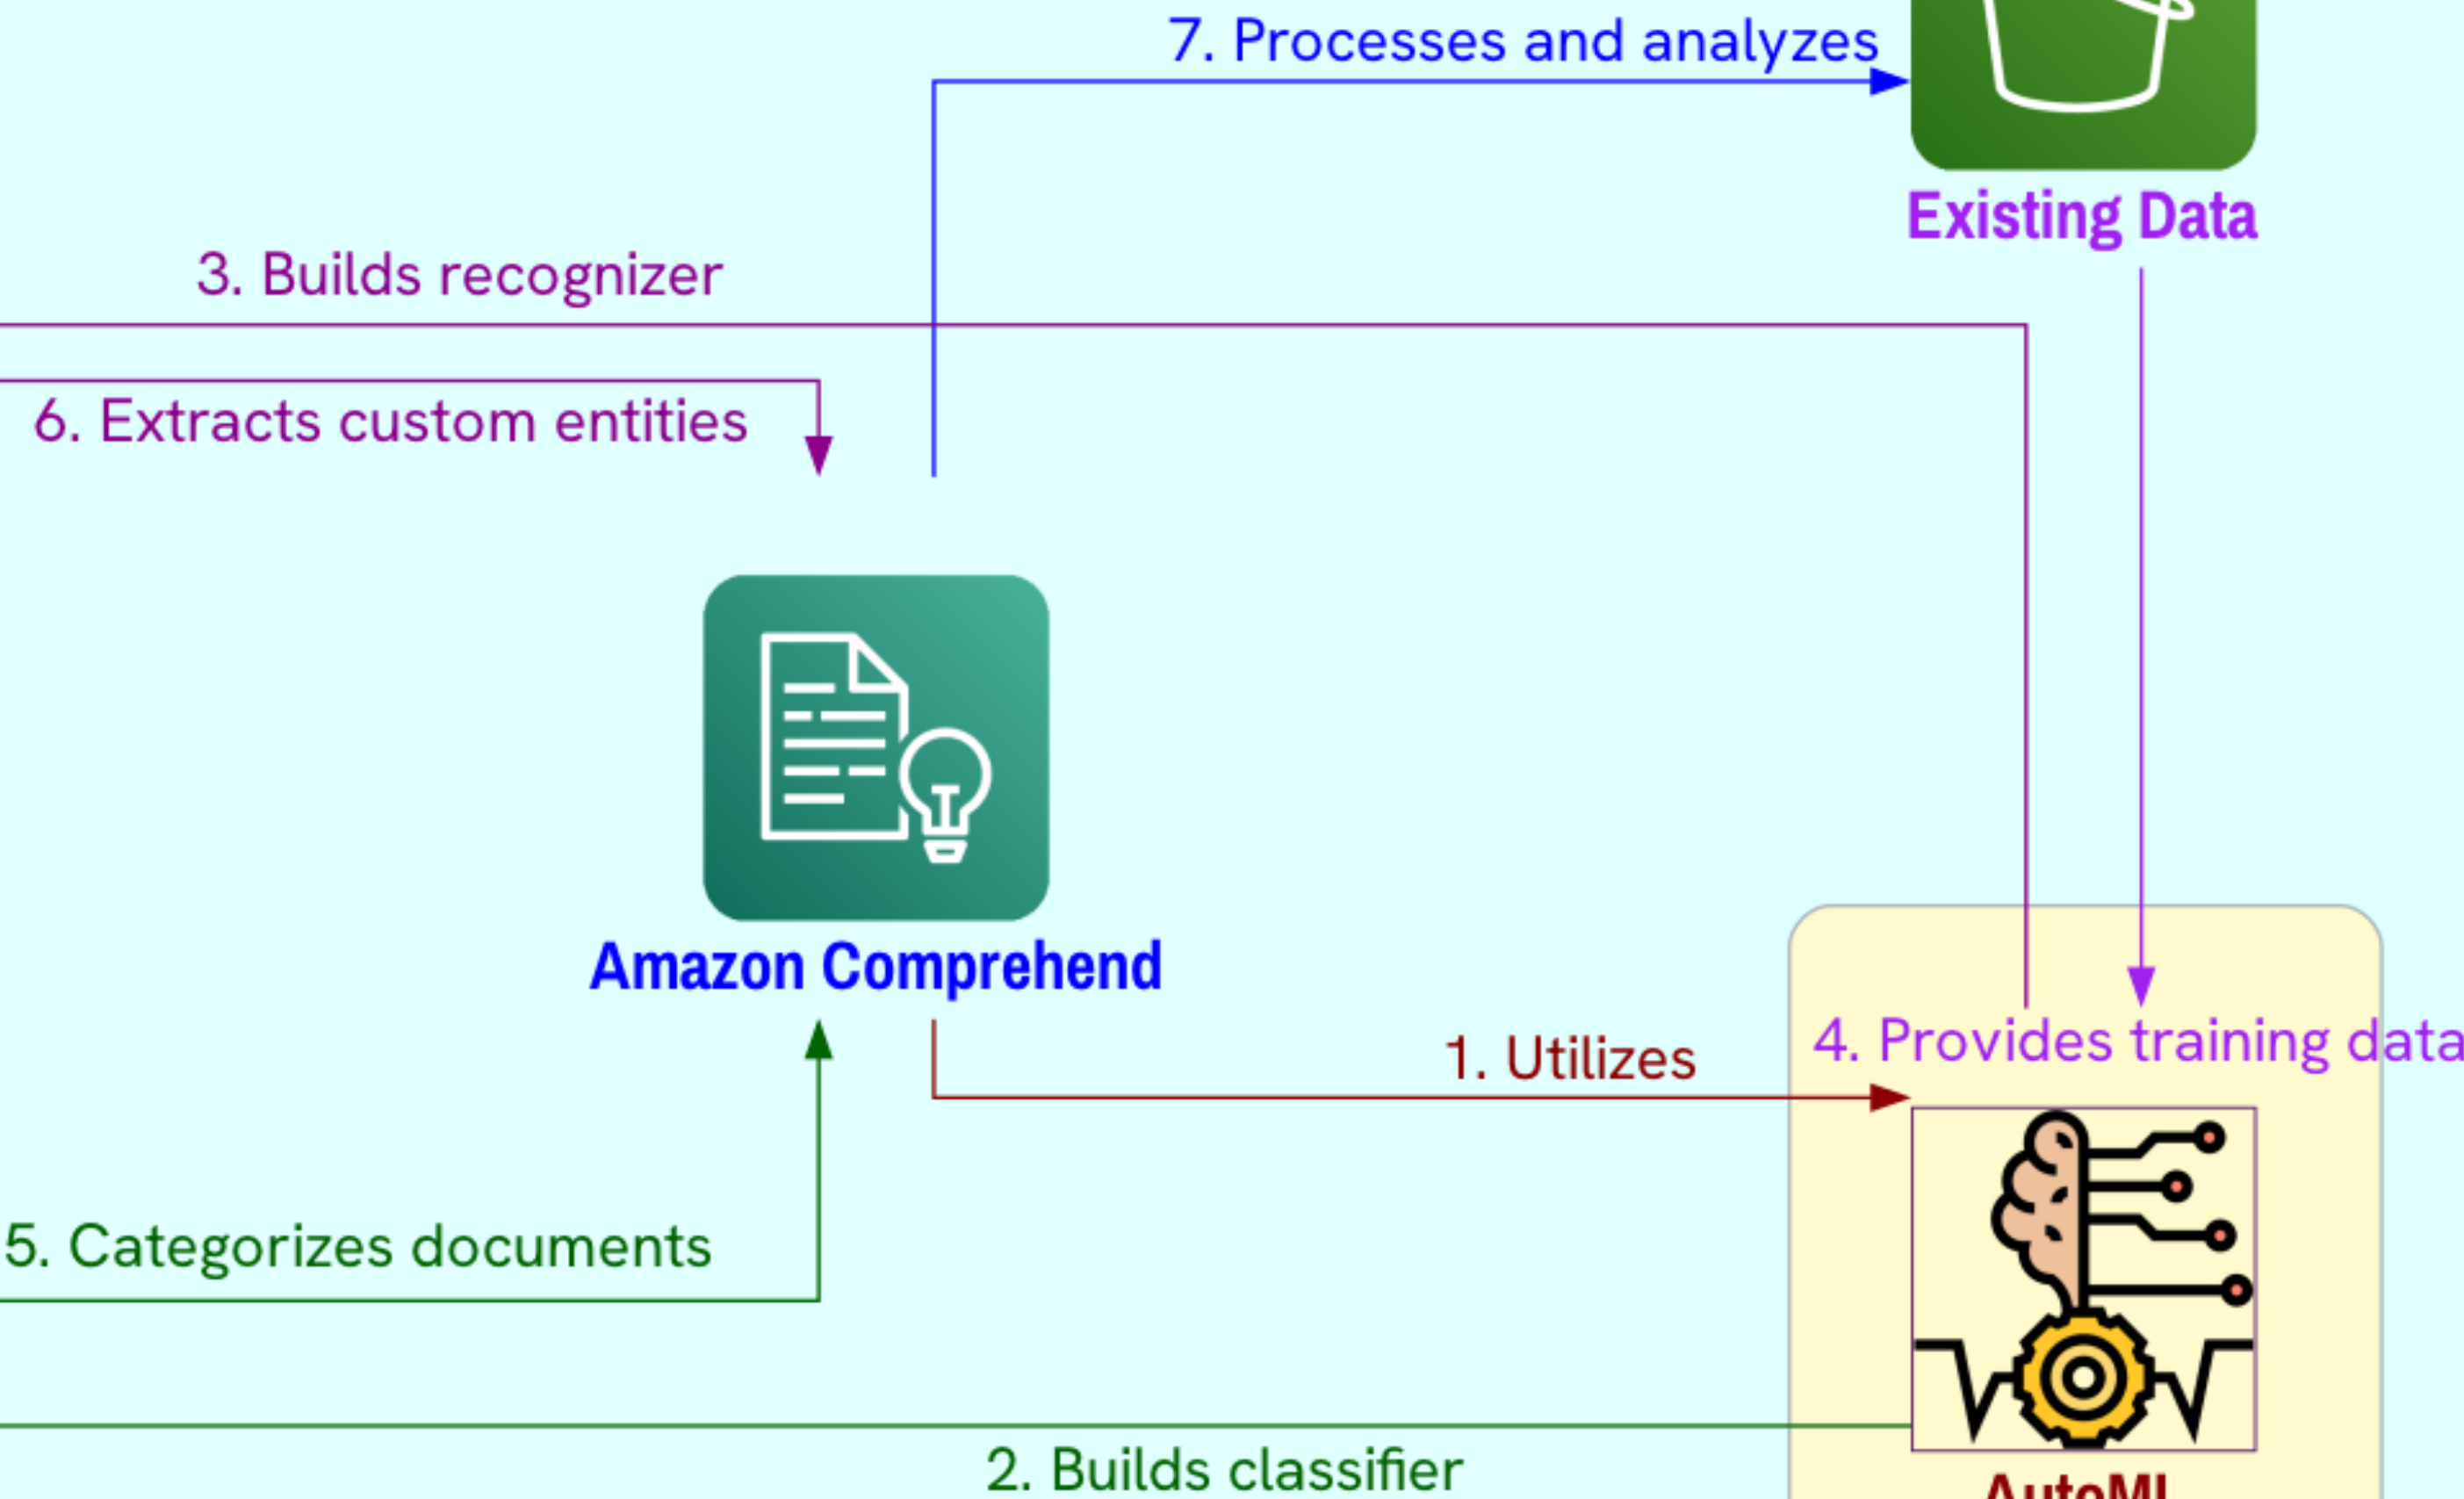 7. Processes and analyzes
Existing Data
3. Builds recognizer
6. Extracts custom entities
Amazon Comprehend
1. Utilizes
4. Provides training data
5. Categorizes documents
2. Builds classifier
AutoML